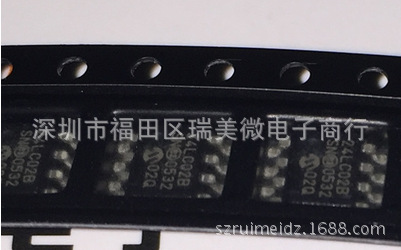 深圳市福田区瑞美微电子商行
24LC02B
SN@0532
02Q
szruimeidz.1688.com